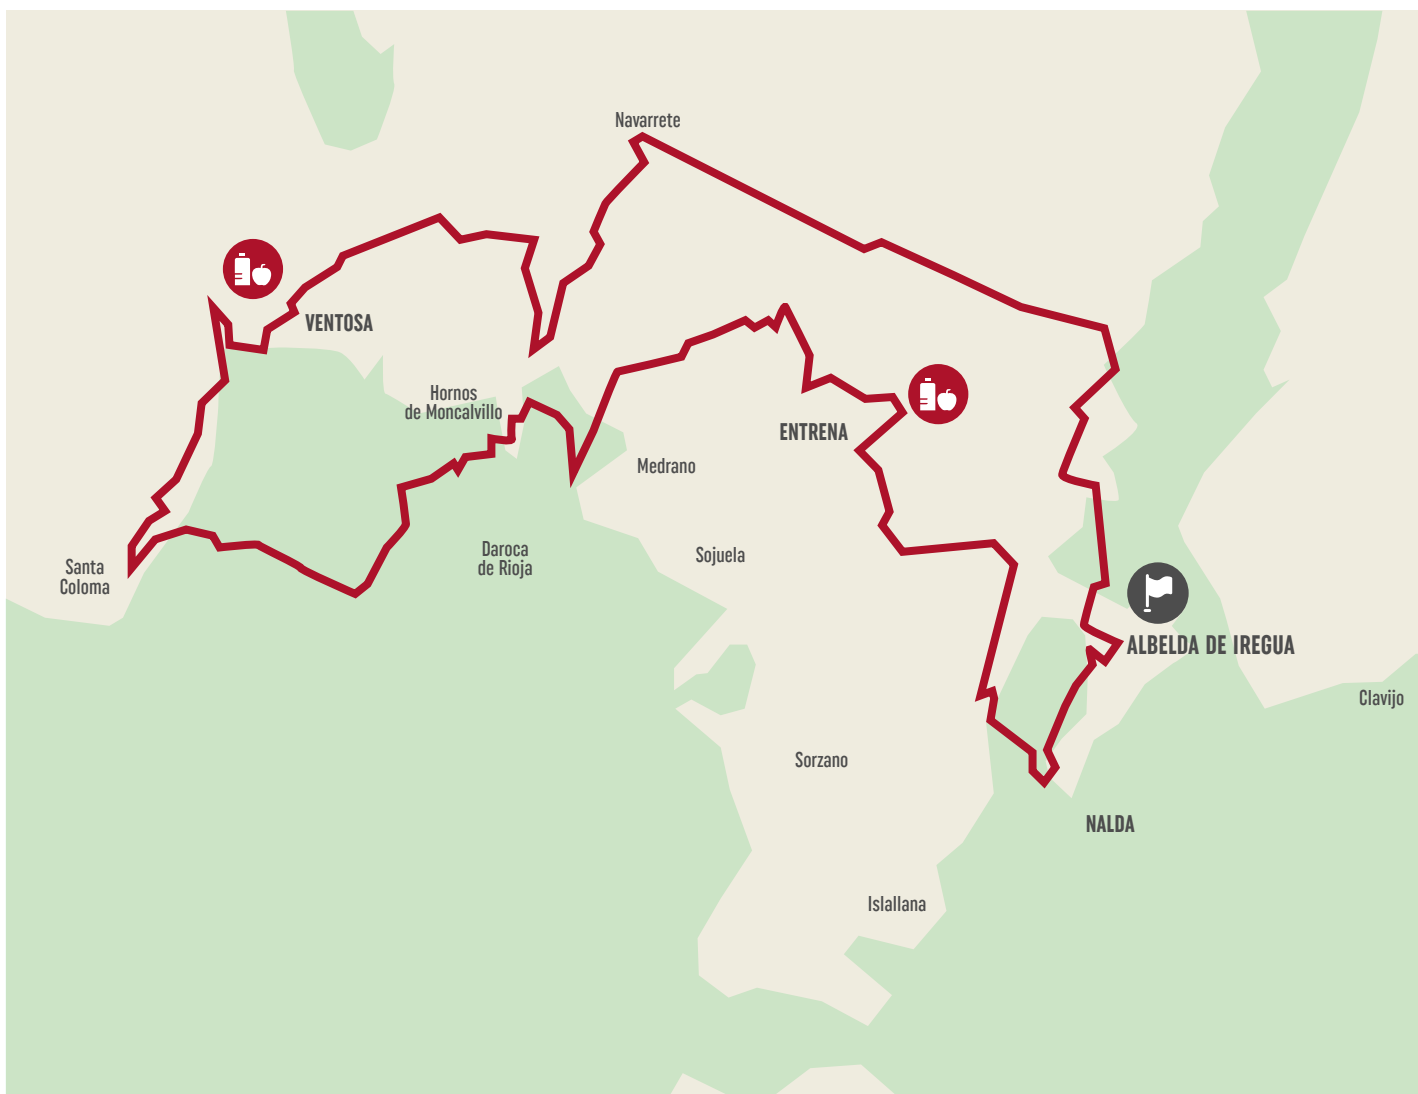 Navarrete
VENTOSA
Hornos
de Moncalvillo
ENTRENA
Medrano
Daroca
de Rioja
Sojuela
Santa
Coloma
ALBELDA DE IREGUA
Clavijo
Sorzano
NALDA
Islallana